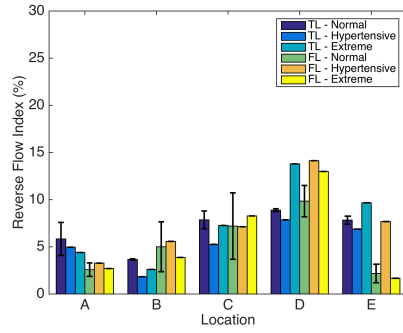 30
25
20
15
10
5
0
Reverse Flow Index (%)
TL - Normal
TL - Hypertensive
TL - Extreme
FL - Normal
FL - Hypertensive
FL - Extreme
A B C D E
Location